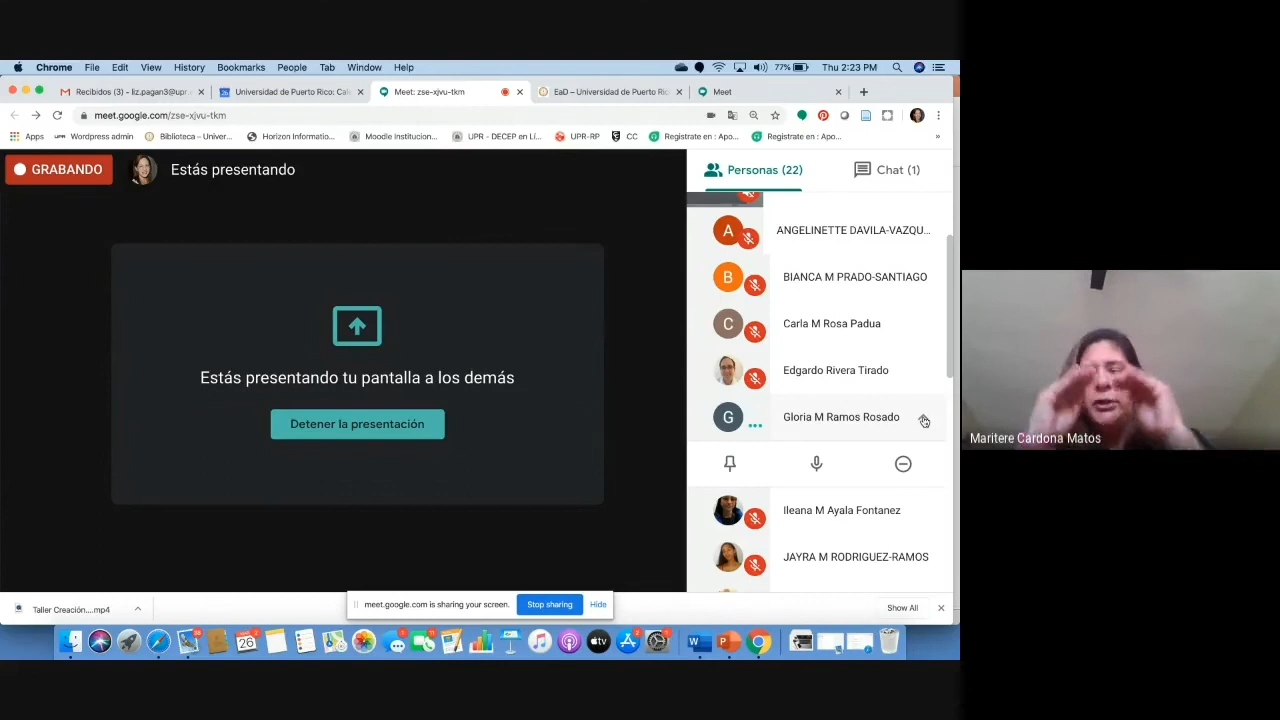 Chrome File Edit View History Bookmarks People Tab Window Help 77% Thu 2:23 PM
Recibidos (3) - liz.pagan3@upr.
Universidad de Puerto Rico: Cal
Meet: zse-xjvu-tkm
EaD – Universidad de Puerto Ric
Meet
meet.google.com/zse-xjvu-tkm
Apps Wordpress admin Biblioteca – Univer... Horizon Informatio... Moodle Institucion... UPR - DECEP en Lí... UPR-RP CC Registrate en : Apo... Registrate en : Apo... »
GRABANDO
Estás presentando
Personas (22)
Chat (1)
A ANGELINETTE DAVILA-VAZQU...
B BIANCA M PRADO-SANTIAGO
C Carla M Rosa Padua
Edgardo Rivera Tirado
G Gloria M Ramos Rosado
Ileana M Ayala Fontanez
JAYRA M RODRIGUEZ-RAMOS
Estás presentando tu pantalla a los demás
Detener la presentación
Maritere Cardona Matos
meet.google.com is sharing your screen. Stop sharing Hide
Taller Creación....mp4
Show All
26